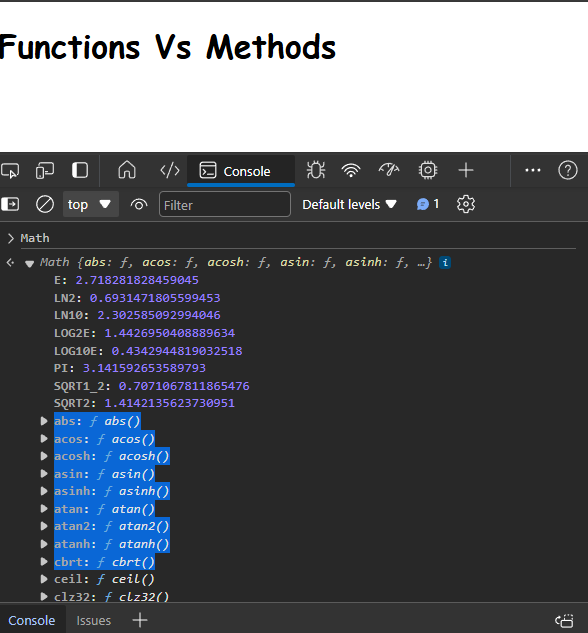 Functions Vs Methods
Console
top Filter Default levels 1
> Math
Math {abs: ƒ, acos: ƒ, acosh: ƒ, asin: ƒ, asinh: ƒ, …} i
E: 2.718281828459045
LN2: 0.6931471805599453
LN10: 2.302585092994046
LOG2E: 1.4426950408889634
LOG10E: 0.4342944819032518
PI: 3.141592653589793
SQRT1_2: 0.7071067811865476
SQRT2: 1.4142135623730951
abs: ƒ abs()
acos: ƒ acos()
acosh: ƒ acosh()
asin: ƒ asin()
asinh: ƒ asinh()
atan: ƒ atan()
atan2: ƒ atan2()
atanh: ƒ atanh()
cbrt: ƒ cbrt()
ceil: ƒ ceil()
clz32: ƒ clz32()
Console Issues